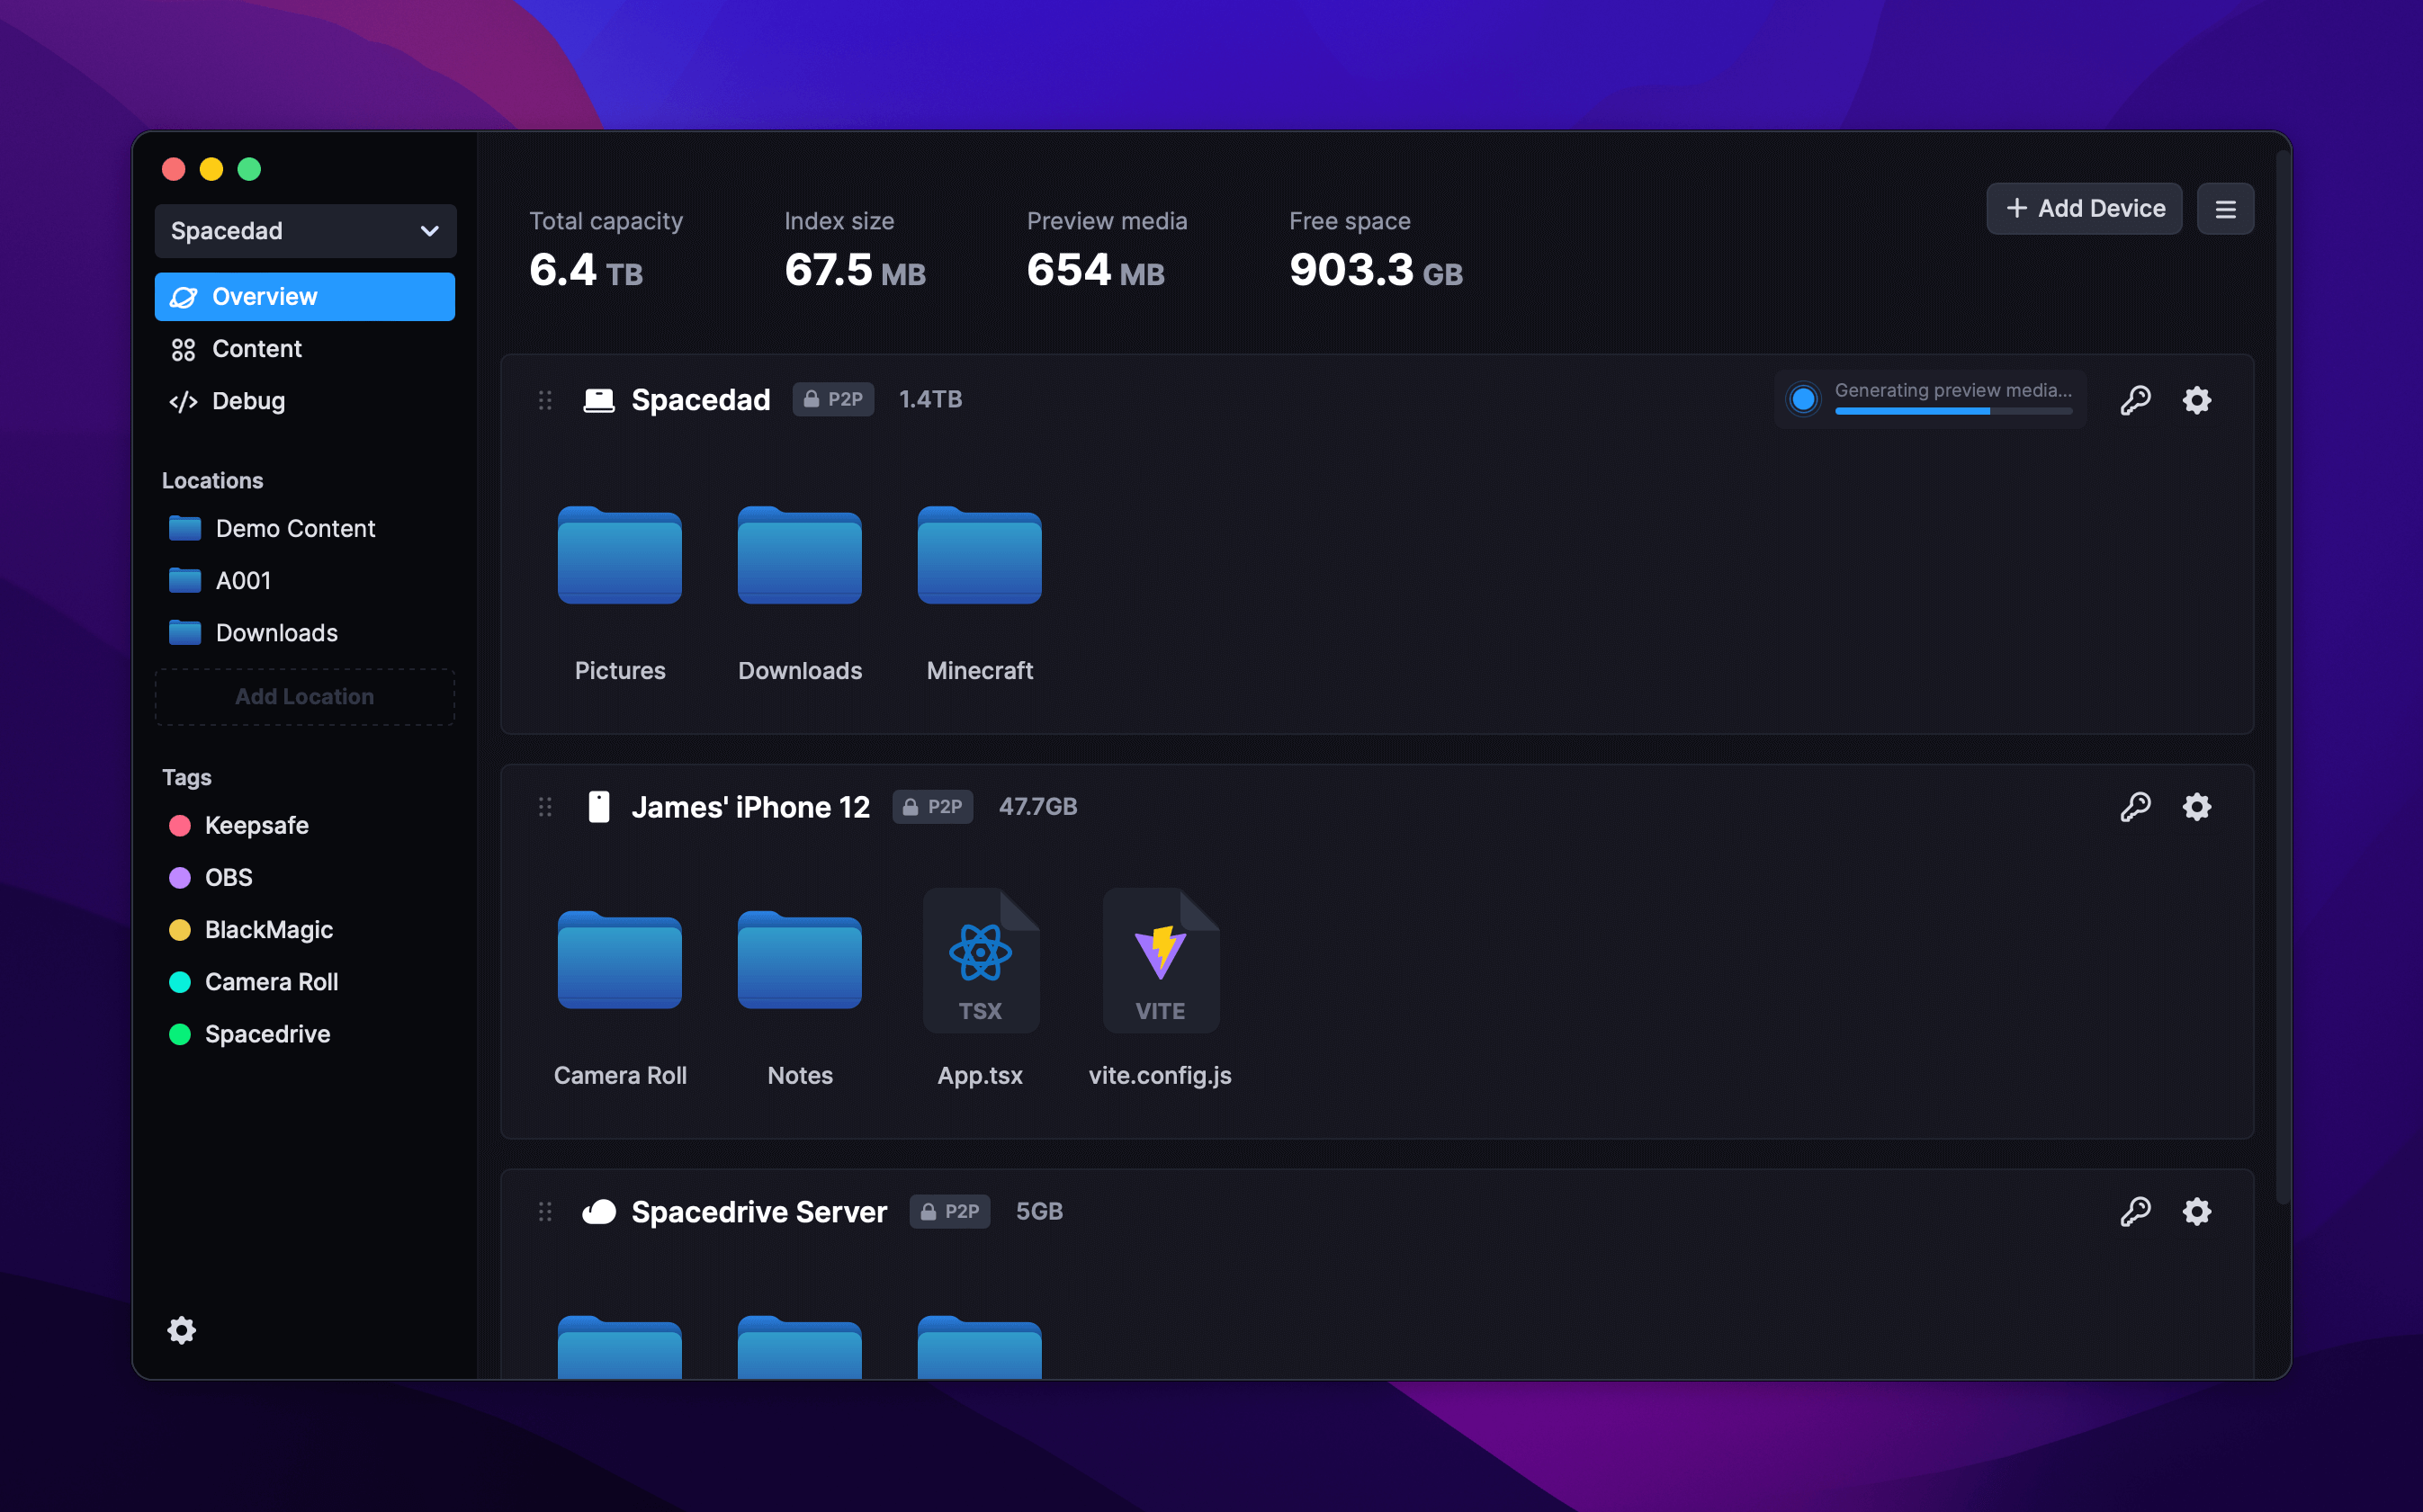 Spacedad
Overview
Content
Debug
Locations
Demo Content
A001
Downloads
Add Location
Tags
Keepsafe
OBS
BlackMagic
Camera Roll
Spacedrive
Total capacity
6.4 TB
Index size
67.5 MB
Preview media
654 MB
Free space
903.3 GB
Add Device
Spacedad P2P 1.4TB
Generating preview media...
Pictures Downloads Minecraft
James' iPhone 12 P2P 47.7GB
TSX VITE
Camera Roll Notes App.tsx vite.config.js
Spacedrive Server P2P 5GB